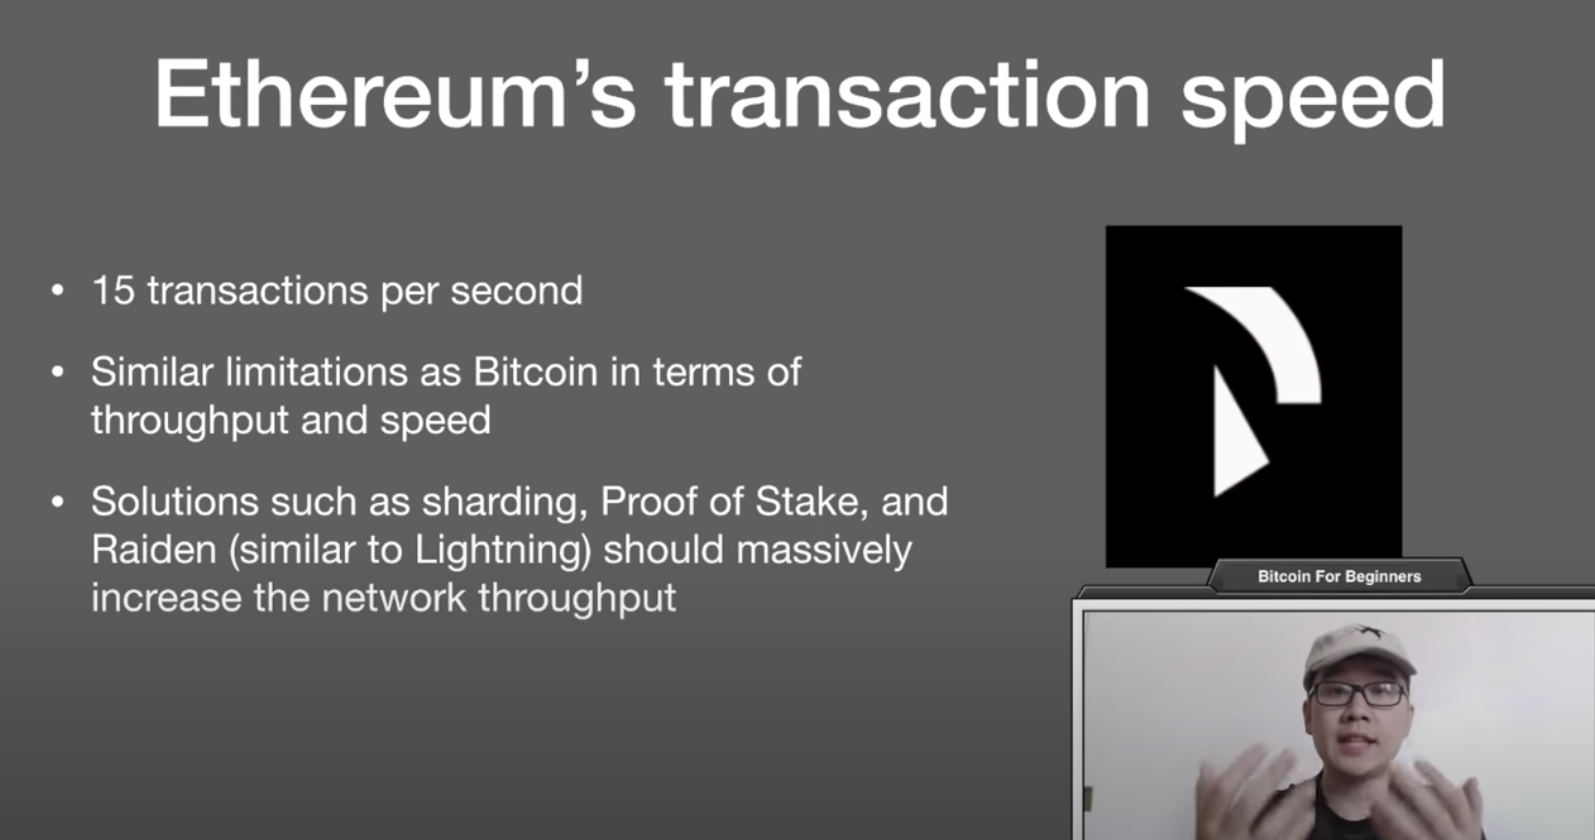 Ethereum’s transaction speed
• 15 transactions per second
• Similar limitations as Bitcoin in terms of
throughput and speed
• Solutions such as sharding, Proof of Stake, and
Raiden (similar to Lightning) should massively
increase the network throughput
Bitcoin For Beginners